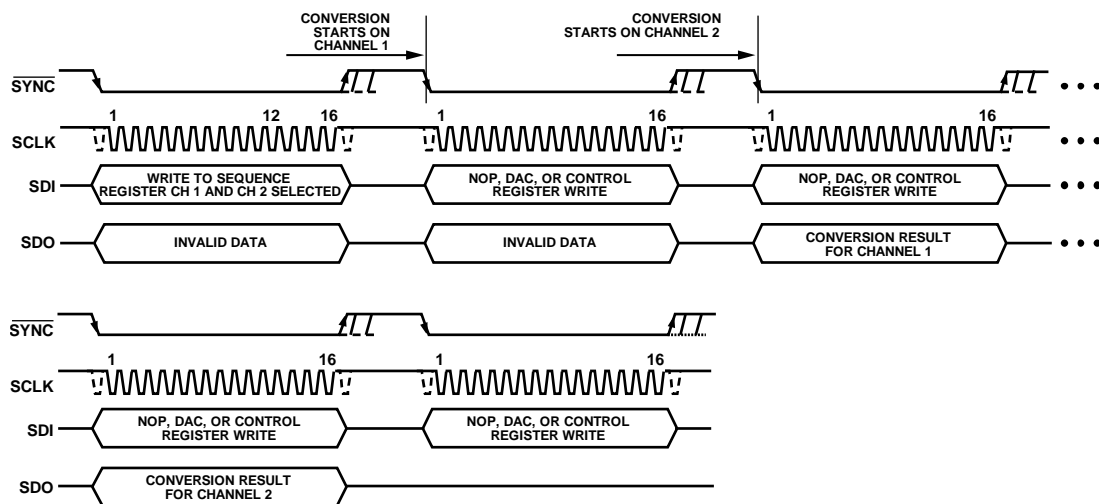 CONVERSION
STARTS ON
CHANNEL 1
CONVERSION
STARTS ON CHANNEL 2
SYNC
1 12 16 1 16 1 16
SCLK
SDI
WRITE TO SEQUENCE
REGISTER CH 1 AND CH 2 SELECTED
NOP, DAC, OR CONTROL
REGISTER WRITE
NOP, DAC, OR CONTROL
REGISTER WRITE
SDO
INVALID DATA
INVALID DATA
CONVERSION RESULT
FOR CHANNEL 1
SYNC
1 16 1 16
SCLK
SDI
NOP, DAC, OR CONTROL
REGISTER WRITE
NOP, DAC, OR CONTROL
REGISTER WRITE
SDO
CONVERSION RESULT
FOR CHANNEL 2